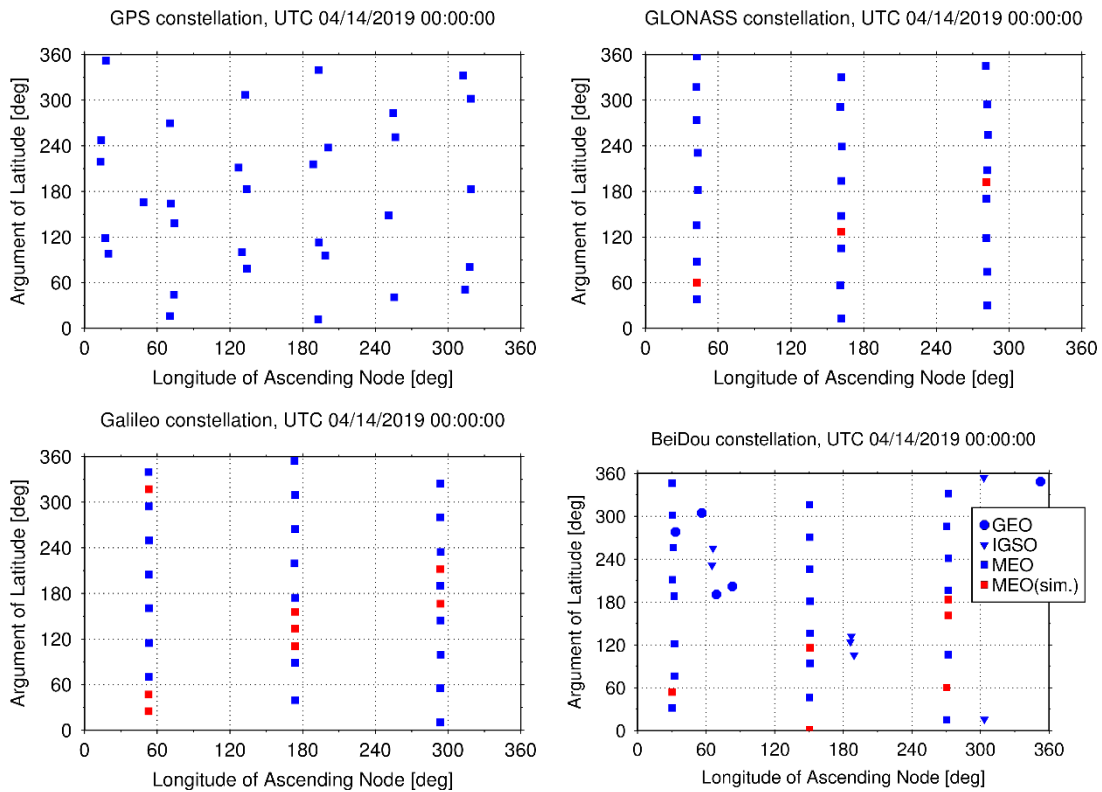 GPS constellation, UTC 04/14/2019 00:00:00
360
300
240
180
120
60
0
Argument of Latitude [deg]
0 60 120 180 240 300 360
Longitude of Ascending Node [deg]
GLONASS constellation, UTC 04/14/2019 00:00:00
360
300
240
180
120
60
0
Argument of Latitude [deg]
0 60 120 180 240 300 360
Longitude of Ascending Node [deg]
Galileo constellation, UTC 04/14/2019 00:00:00
360
300
240
180
120
60
0
Argument of Latitude [deg]
0 60 120 180 240 300 360
Longitude of Ascending Node [deg]
BeiDou constellation, UTC 04/14/2019 00:00:00
360
300
240
180
120
60
0
Argument of Latitude [deg]
GEO
IGSO
MEO
MEO(sim.)
0 60 120 180 240 300 360
Longitude of Ascending Node [deg]